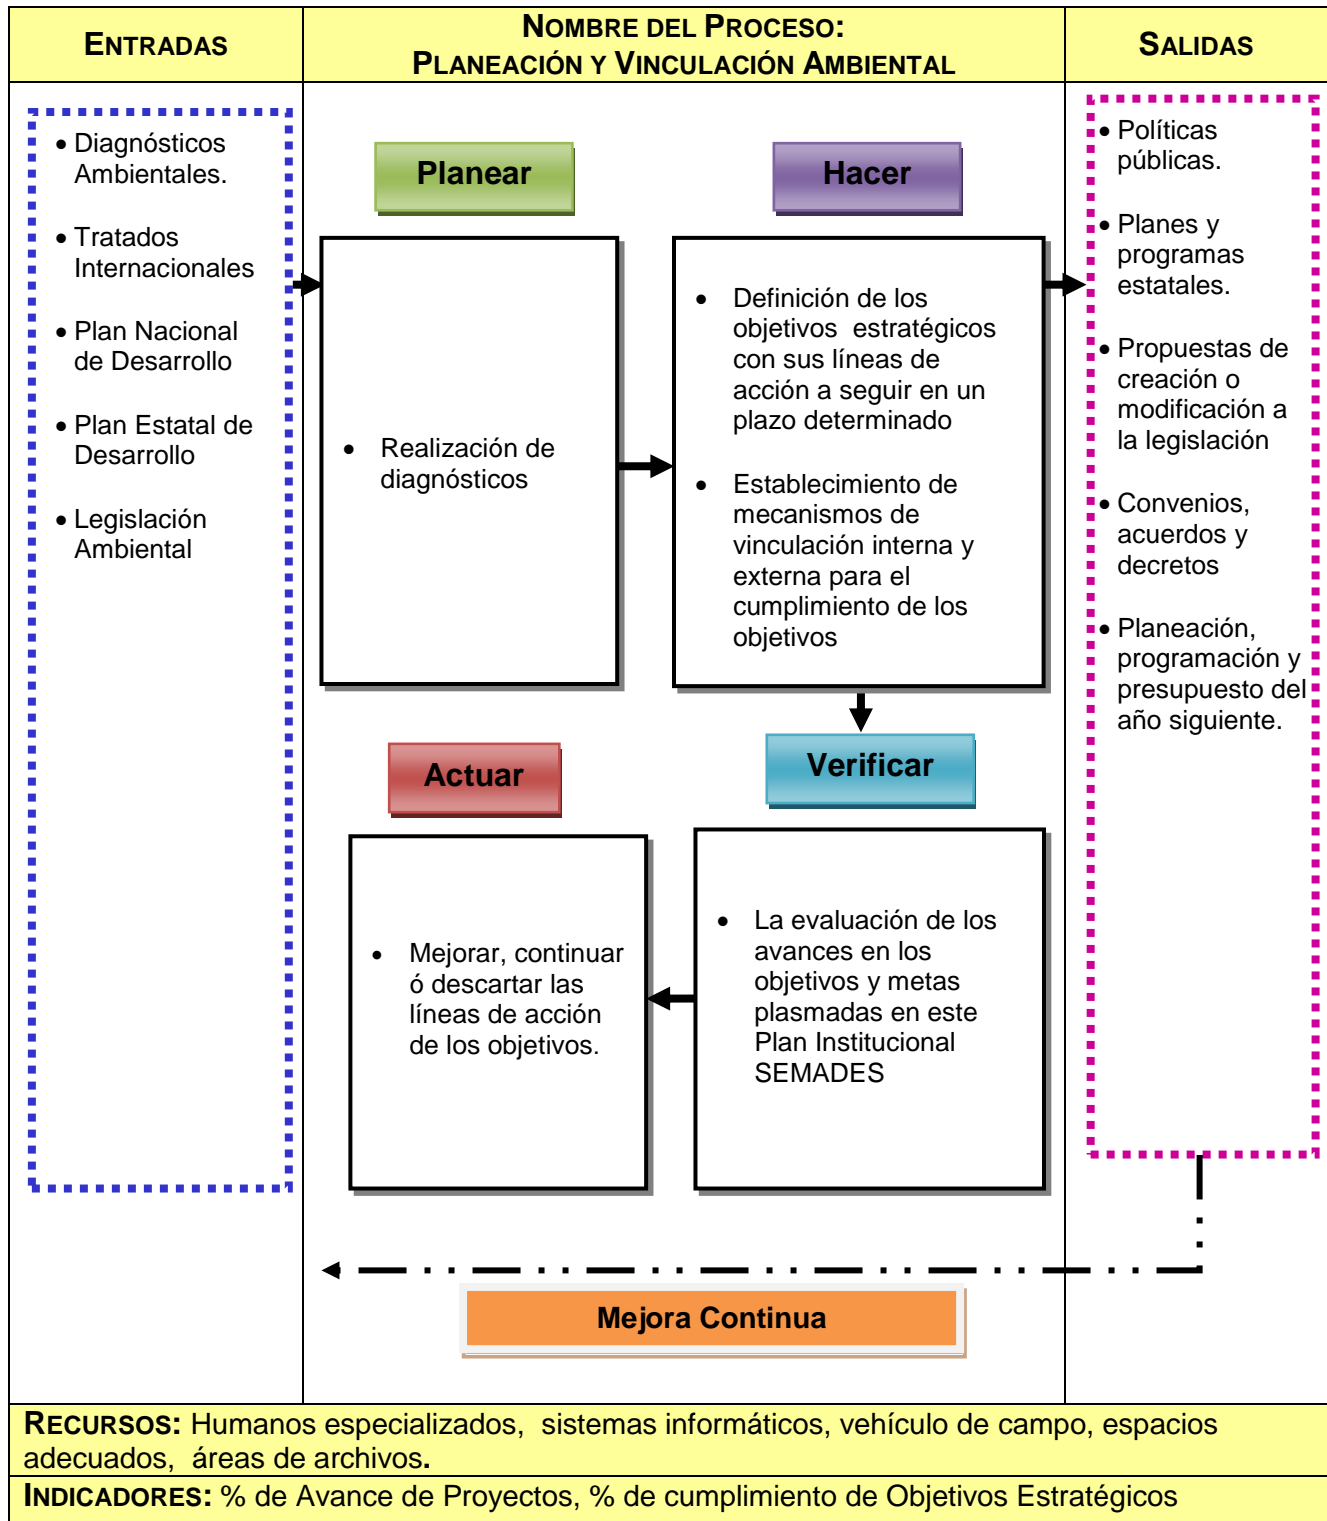 ENTRADAS
NOMBRE DEL PROCESO:
PLANEACIÓN Y VINCULACIÓN AMBIENTAL
SALIDAS
• Diagnósticos
Ambientales.
• Tratados
Internacionales
• Plan Nacional
de Desarrollo
• Plan Estatal de
Desarrollo
• Legislación
Ambiental
Planear
• Realización de
diagnósticos
Hacer
• Definición de los
objetivos  estratégicos
con sus líneas de
acción a seguir en un
plazo determinado
• Establecimiento de
mecanismos de
vinculación interna y
externa para el
cumplimiento de los
objetivos
Verificar
• La evaluación de los
avances en los
objetivos y metas
plasmadas en este
Plan Institucional
SEMADES
Actuar
• Mejorar, continuar
ó descartar las
líneas de acción
de los objetivos.
• Políticas
públicas.
• Planes y
programas
estatales.
• Propuestas de
creación o
modificación a
la legislación
• Convenios,
acuerdos y
decretos
• Planeación,
programación y
presupuesto del
año siguiente.
Mejora Continua
RECURSOS: Humanos especializados,  sistemas informáticos, vehículo de campo, espacios
adecuados,  áreas de archivos.
INDICADORES: % de Avance de Proyectos, % de cumplimiento de Objetivos Estratégicos